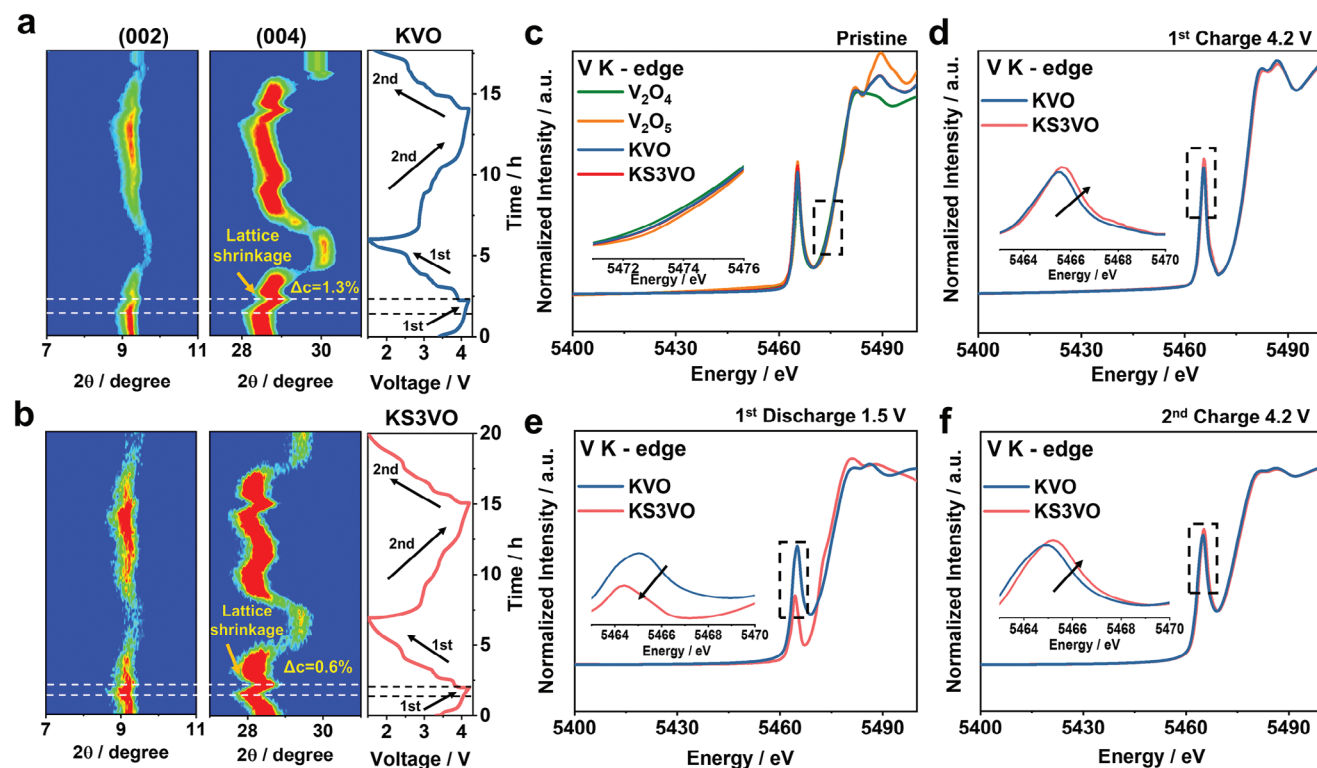 a
(002)
(004)
KVO
Lattice
shrinkage
Δc=1.3%
2nd
2nd
1st
1st
15
10
5
0
Time / h
7
9
11
28
30
2
3
4
2θ / degree
2θ / degree
Voltage / V
b
KS3VO
Lattice
shrinkage
Δc=0.6%
2nd
2nd
1st
1st
20
15
10
5
0
Time / h
9
11
28
30
2
3
4
2θ / degree
2θ / degree
Voltage / V
c
Pristine
V K - edge
V₂O₄
V₂O₅
KVO
KS3VO
5472
5474
5476
Energy / eV
Normalized Intensity / a.u.
5400
5430
5460
5490
Energy / eV
d
1st Charge 4.2 V
V K - edge
KVO
KS3VO
5464
5466
5468
5470
Energy / eV
Normalized Intensity / a.u.
5400
5430
5460
5490
Energy / eV
e
1st Discharge 1.5 V
V K - edge
KVO
KS3VO
5464
5466
5468
5470
Energy / eV
Normalized Intensity / a.u.
5400
5430
5460
5490
Energy / eV
f
2nd Charge 4.2 V
V K - edge
KVO
KS3VO
5464
5466
5468
5470
Energy / eV
Normalized Intensity / a.u.
5400
5430
5460
5490
Energy / eV